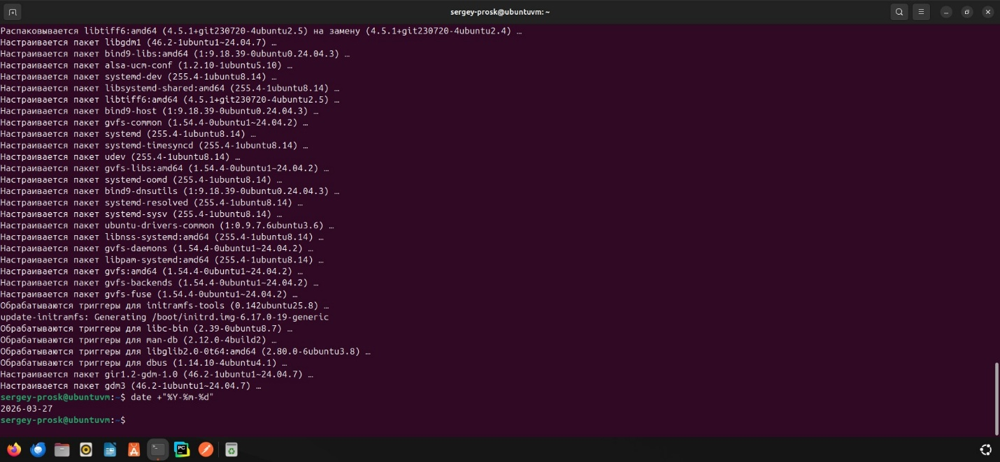 sergey-prosk@ubuntuvm: ~
Распаковывается libtiff6:amd64 (4.5.1+git230720-4ubuntu2.5) на замену (4.5.1+git230720-4ubuntu2.4) …
Настраивается пакет libgdm1 (46.2-1ubuntu1~24.04.7) …
Настраивается пакет bind9-libs:amd64 (1:9.18.39-0ubuntu0.24.04.3) …
Настраивается пакет alsa-ucm-conf (1.2.10-1ubuntu5.10) …
Настраивается пакет systemd-dev (255.4-1ubuntu8.14) …
Настраивается пакет libsystemd-shared:amd64 (255.4-1ubuntu8.14) …
Настраивается пакет libtiff6:amd64 (4.5.1+git230720-4ubuntu2.5) …
Настраивается пакет bind9-host (1:9.18.39-0ubuntu0.24.04.3) …
Настраивается пакет gvfs-common (1.54.4-0ubuntu1~24.04.2) …
Настраивается пакет systemd (255.4-1ubuntu8.14) …
Настраивается пакет systemd-timesyncd (255.4-1ubuntu8.14) …
Настраивается пакет udev (255.4-1ubuntu8.14) …
Настраивается пакет gvfs-libs:amd64 (1.54.4-0ubuntu1~24.04.2) …
Настраивается пакет systemd-oomd (255.4-1ubuntu8.14) …
Настраивается пакет bind9-dnsutils (1:9.18.39-0ubuntu0.24.04.3) …
Настраивается пакет systemd-resolved (255.4-1ubuntu8.14) …
Настраивается пакет systemd-sysv (255.4-1ubuntu8.14) …
Настраивается пакет ubuntu-drivers-common (1:0.9.7.6ubuntu3.6) …
Настраивается пакет libnss-systemd:amd64 (255.4-1ubuntu8.14) …
Настраивается пакет gvfs-daemons (1.54.4-0ubuntu1~24.04.2) …
Настраивается пакет libpam-systemd:amd64 (255.4-1ubuntu8.14) …
Настраивается пакет gvfs:amd64 (1.54.4-0ubuntu1~24.04.2) …
Настраивается пакет gvfs-backends (1.54.4-0ubuntu1~24.04.2) …
Настраивается пакет gvfs-fuse (1.54.4-0ubuntu1~24.04.2) …
Обрабатываются триггеры для initramfs-tools (0.142ubuntu25.8) …
update-initramfs: Generating /boot/initrd.img-6.17.0-19-generic
Обрабатываются триггеры для libc-bin (2.39-0ubuntu8.7) …
Обрабатываются триггеры для man-db (2.12.0-4build2) …
Обрабатываются триггеры для libglib2.0-0t64:amd64 (2.80.0-6ubuntu3.8) …
Обрабатываются триггеры для dbus (1.14.10-4ubuntu4.1) …
Настраивается пакет gir1.2-gdm-1.0 (46.2-1ubuntu1~24.04.7) …
Настраивается пакет gdm3 (46.2-1ubuntu1~24.04.7) …
sergey-prosk@ubuntuvm:~$ date +"%Y-%m-%d"
2026-03-27
sergey-prosk@ubuntuvm:~$
PC